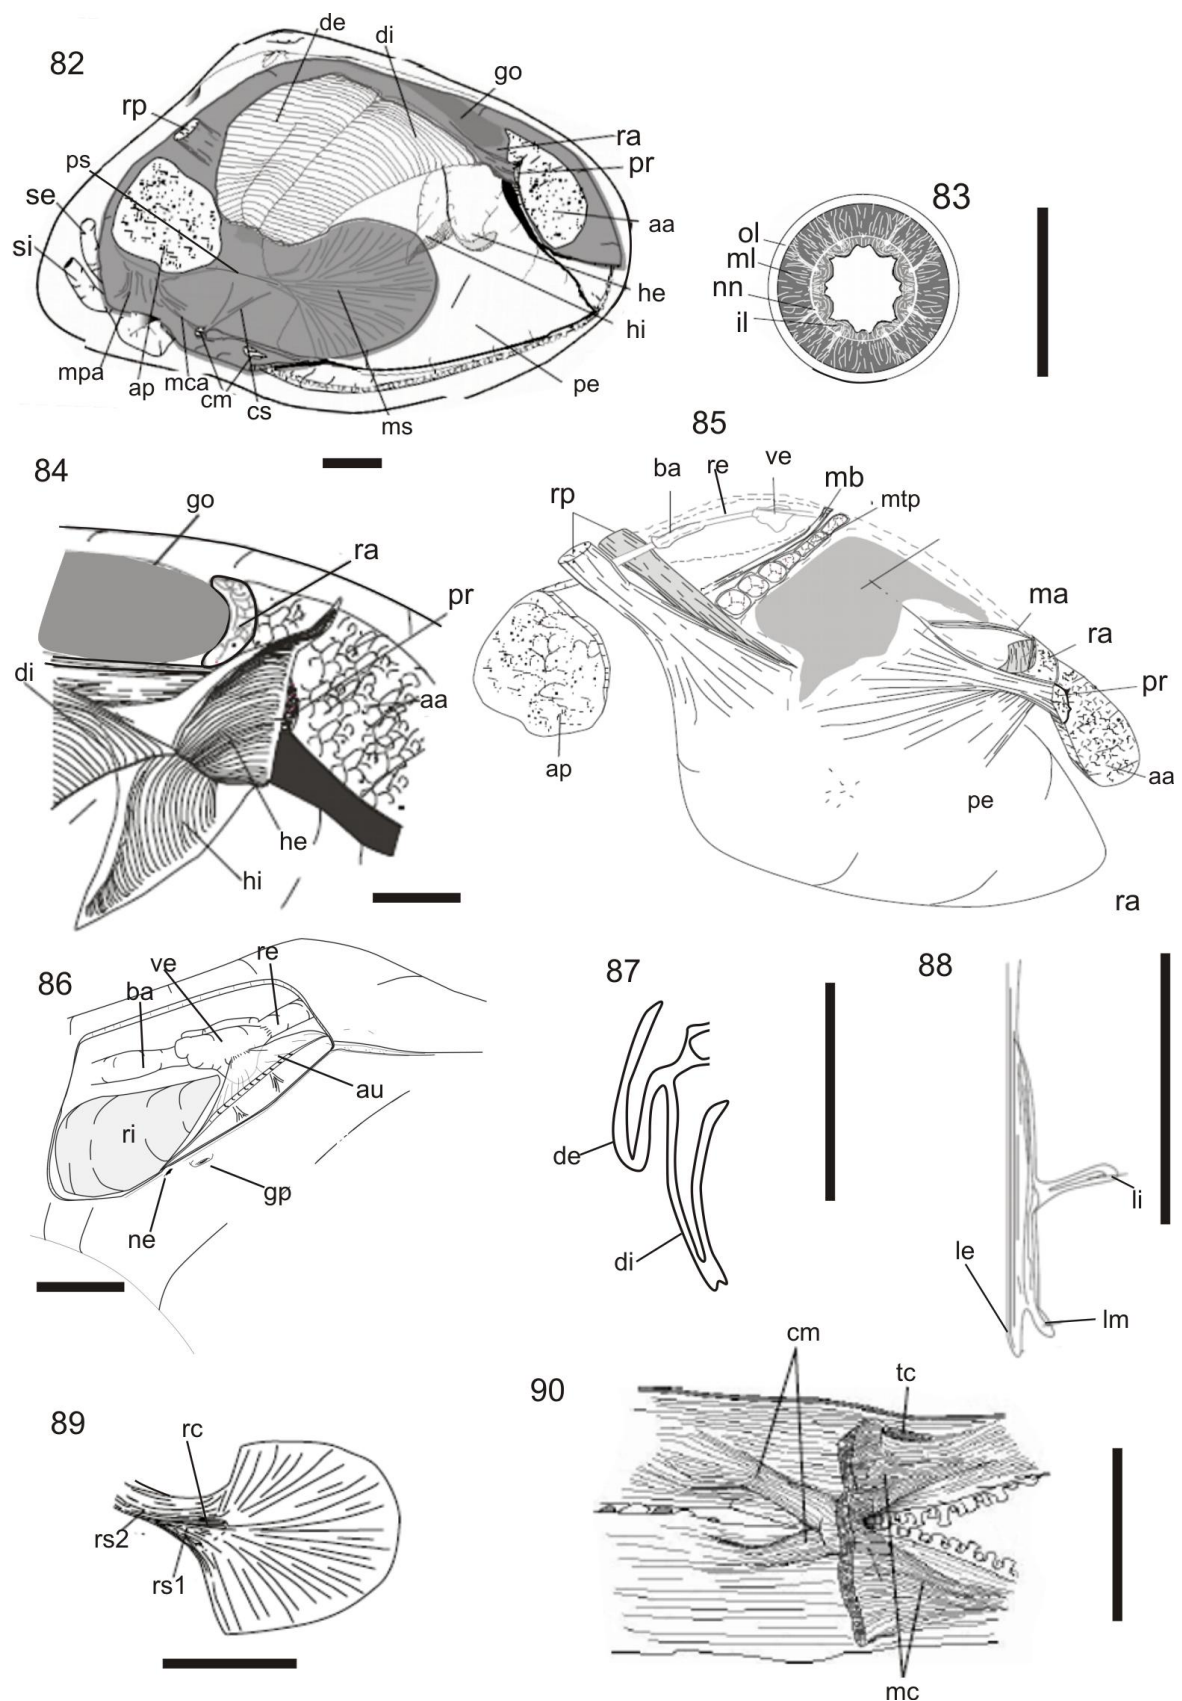 82
de
di
go
rp
ra
ps
pr
se
aa
si
he
hi
mpa
ap
mca
cm
cs
ms
pe
83
ol
ml
nn
il
84
go
ra
pr
di
aa
he
hi
85
ba
re
ve
mb
rp
mtp
ma
ra
pr
ap
aa
pe
ra
86
ve
re
ba
au
ri
gp
ne
87
de
di
88
li
le
lm
89
rc
rs2
rs1
90
cm
tc
mc